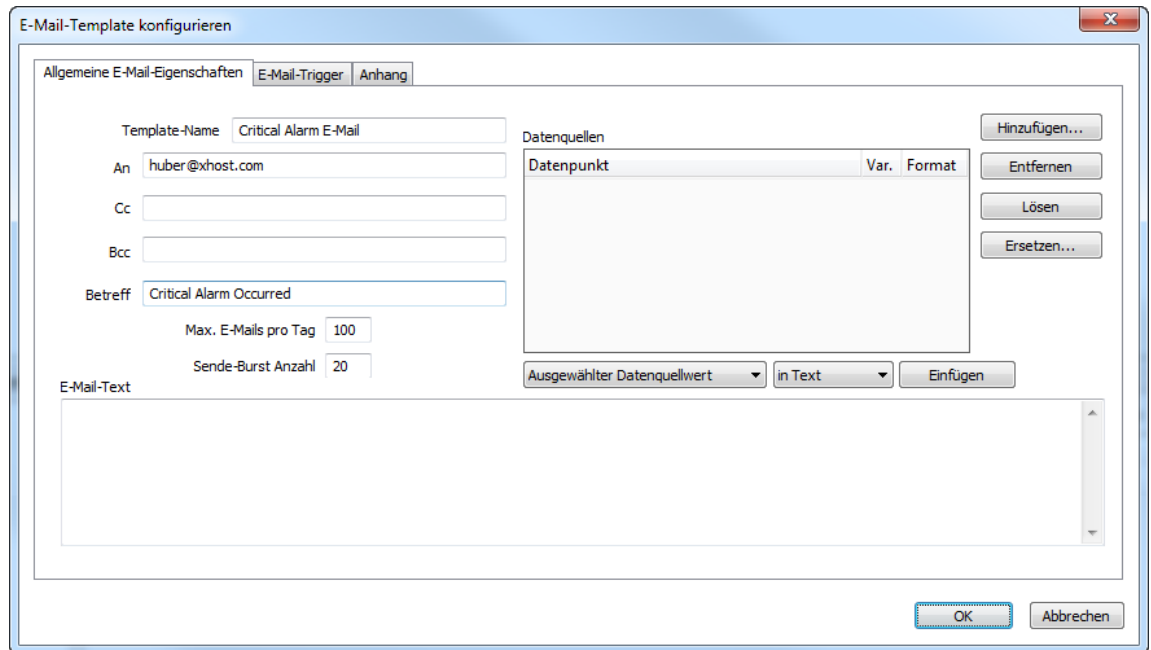 E-Mail-Template konfigurieren
Allgemeine E-Mail-Eigenschaften E-Mail-Trigger Anhang
Template-Name Critical Alarm E-Mail
An huber@xhost.com
Cc
Bcc
Betreff Critical Alarm Occurred
Max. E-Mails pro Tag 100
Sende-Burst Anzahl 20
Datenquellen
Datenpunkt Var. Format
Hinzufügen...
Entfernen
Lösen
Ersetzen...
Ausgewählter Datenquellwert in Text Einfügen
E-Mail-Text
OK Abbrechen